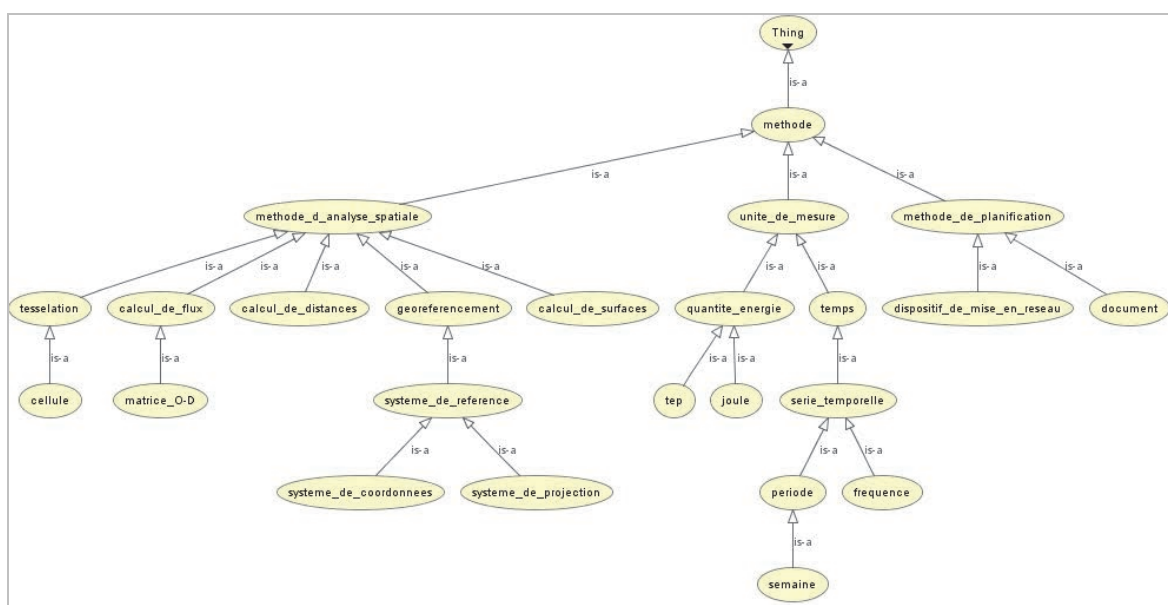 Thing
is-a
methode
is-a
is-a
is-a
methode_d_analyse_spatiale
unite_de_mesure
methode_de_planification
is-a
is-a
is-a
is-a
is-a
is-a
is-a
is-a
is-a
tesselation
calcul_de_flux
calcul_de_distances
georeferencement
calcul_de_surfaces
quantite_energie
temps
dispositif_de_mise_en_reseau
document
is-a
is-a
is-a
is-a
is-a
is-a
cellule
matrice_O-D
systeme_de_reference
tep
joule
serie_temporelle
is-a
is-a
is-a
is-a
systeme_de_coordonnees
systeme_de_projection
periode
frequence
is-a
semaine